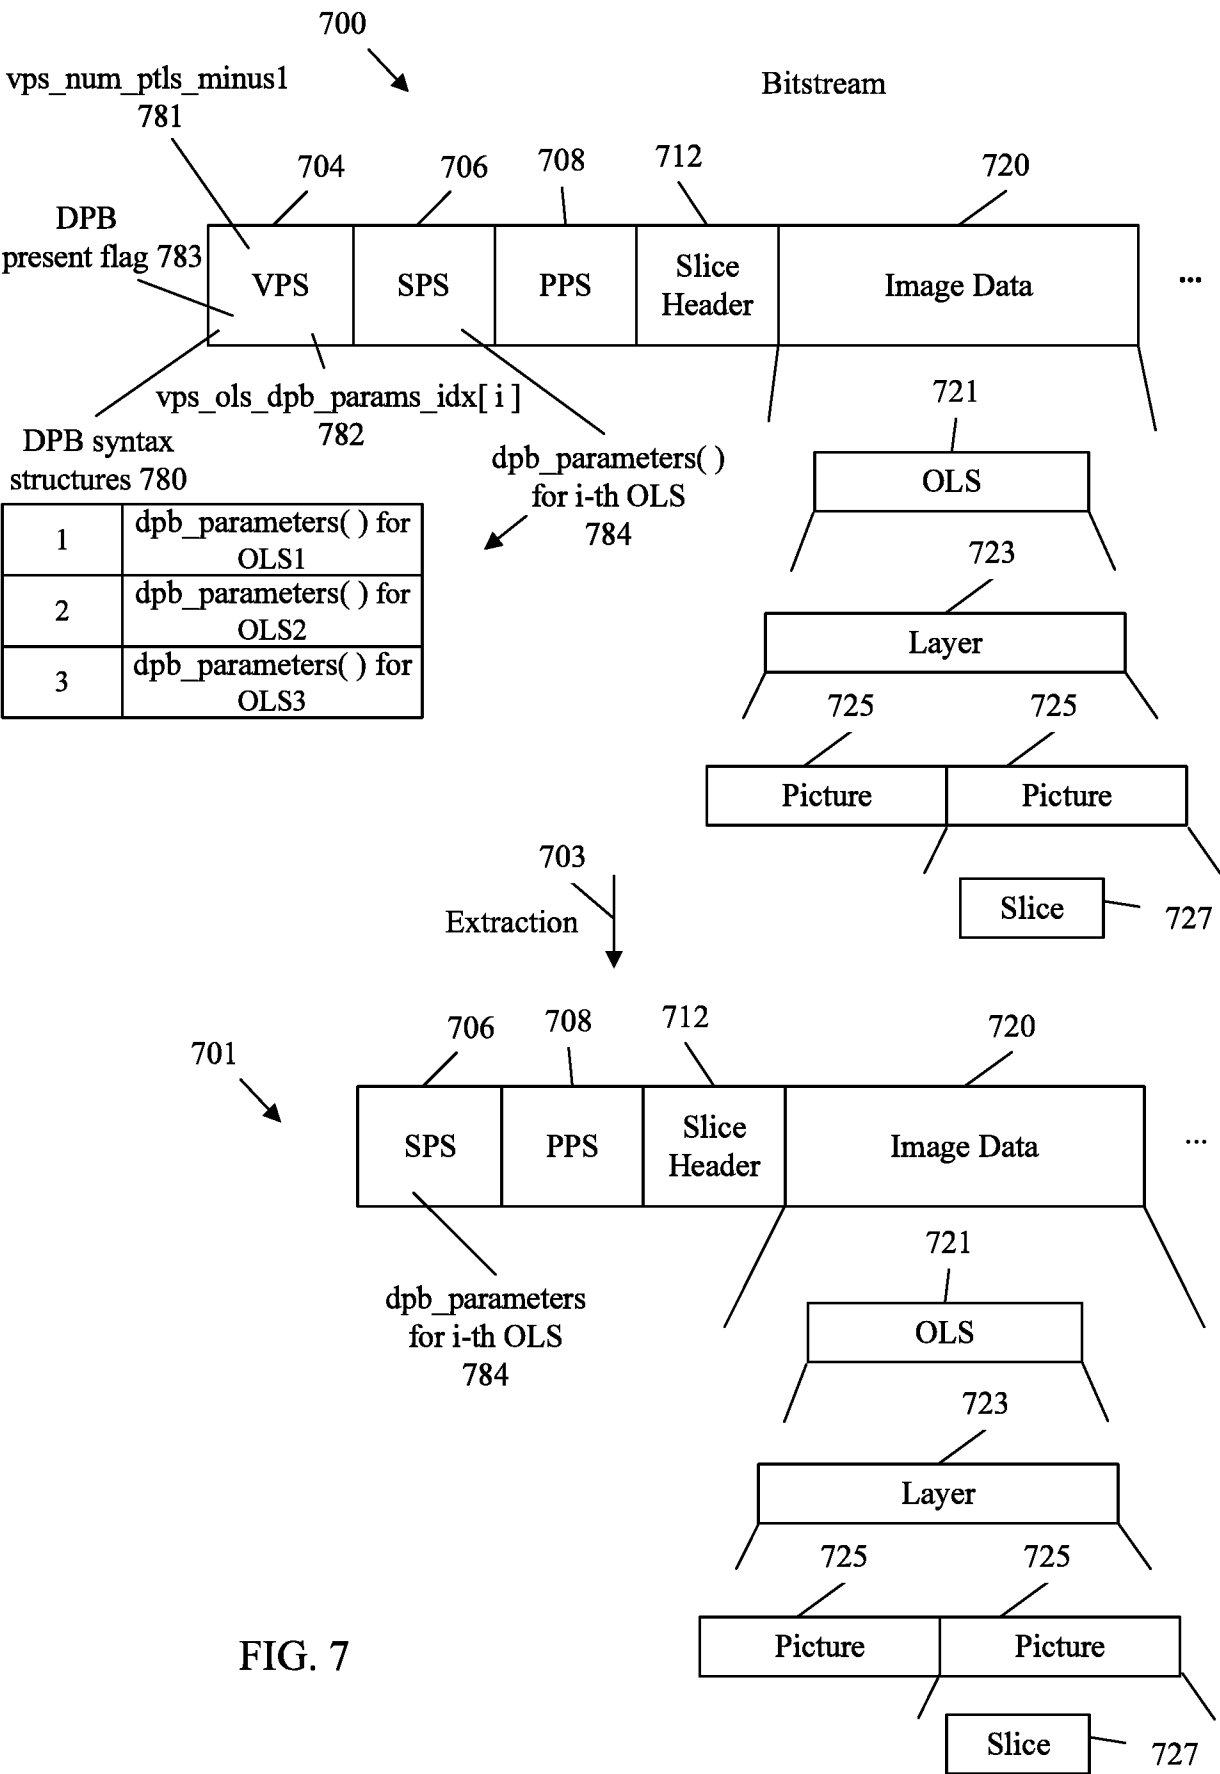 700
vps_num_ptls_minus1
781
Bitstream
704
706
708
712
720
DPB
present flag 783
VPS
SPS
PPS
Slice
Header
Image Data
...
vps_ols_dpb_params_idx[ i ]
782
DPB syntax
structures 780
1
dpb_parameters( ) for
OLS1
2
dpb_parameters( ) for
OLS2
3
dpb_parameters( ) for
OLS3
dpb_parameters( )
for i-th OLS
784
721
OLS
723
Layer
725
725
Picture
Picture
Slice
727
703
Extraction
701
706
708
712
720
SPS
PPS
Slice
Header
Image Data
...
dpb_parameters
for i-th OLS
784
721
OLS
723
Layer
725
725
Picture
Picture
Slice
727
FIG. 7